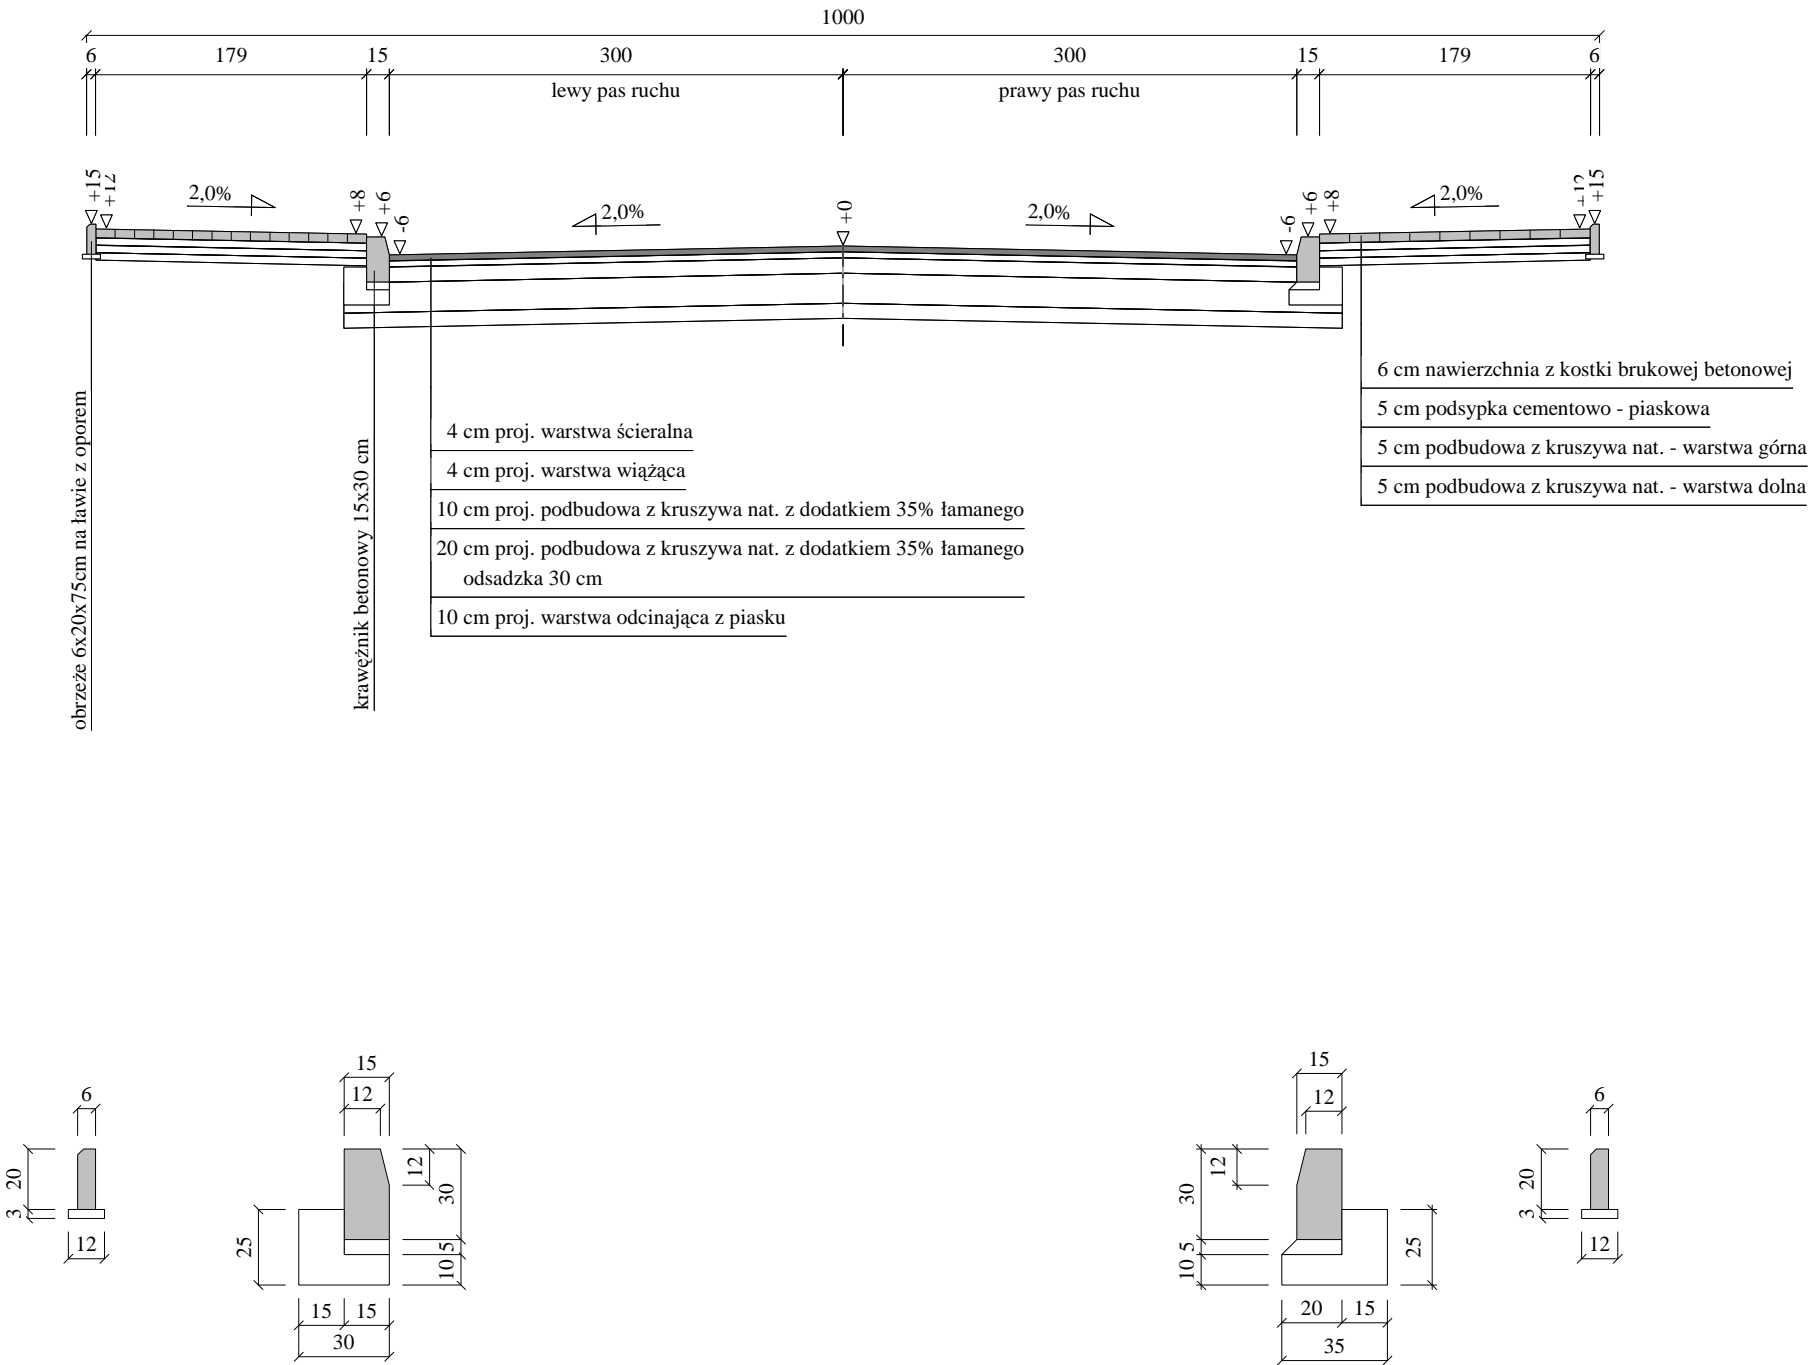 1000
6 179 15 300 300 15 179 6
lewy pas ruchu prawy pas ruchu
+15 +12 2,0% +8 +6 -6 2,0% +0 2,0% -6 +6 +8 2,0% +12 +15
6 cm nawierzchnia z kostki brukowej betonowej
5 cm podsypka cementowo - piaskowa
5 cm podbudowa z kruszywa nat. - warstwa górna
5 cm podbudowa z kruszywa nat. - warstwa dolna
4 cm proj. warstwa ścieralna
4 cm proj. warstwa wiążąca
10 cm proj. podbudowa z kruszywa nat. z dodatkiem 35% łamanego
20 cm proj. podbudowa z kruszywa nat. z dodatkiem 35% łamanego
odsadzka 30 cm
10 cm proj. warstwa odcinająca z piasku
obrzeże 6x20x75cm na ławie z oporem
krawężnik betonowy 15x30 cm
6
20
3
12
15
12
12
30
5
10
25
15 15
30
15
12
12
30
5
10
25
20 15
35
6
20
3
12